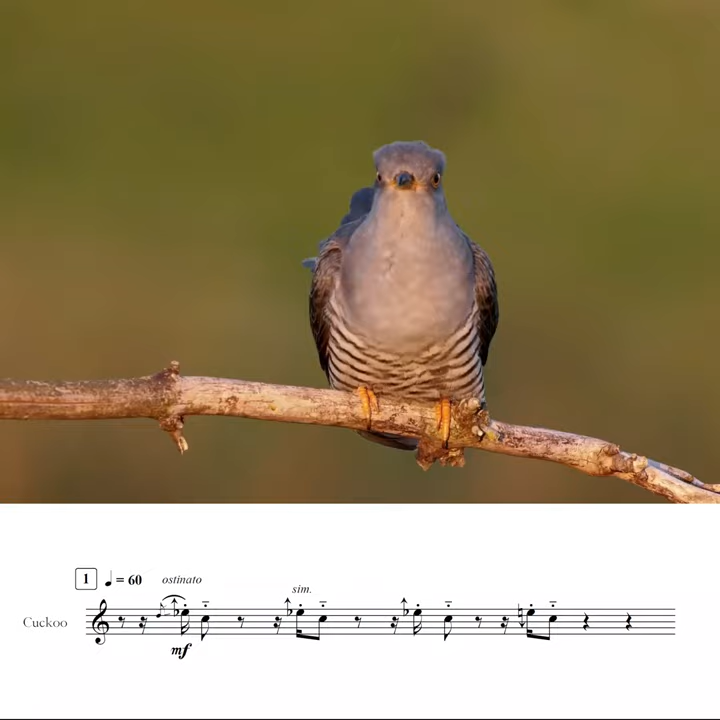 1 ♩ = 60 ostinato
sim.
Cuckoo
mf